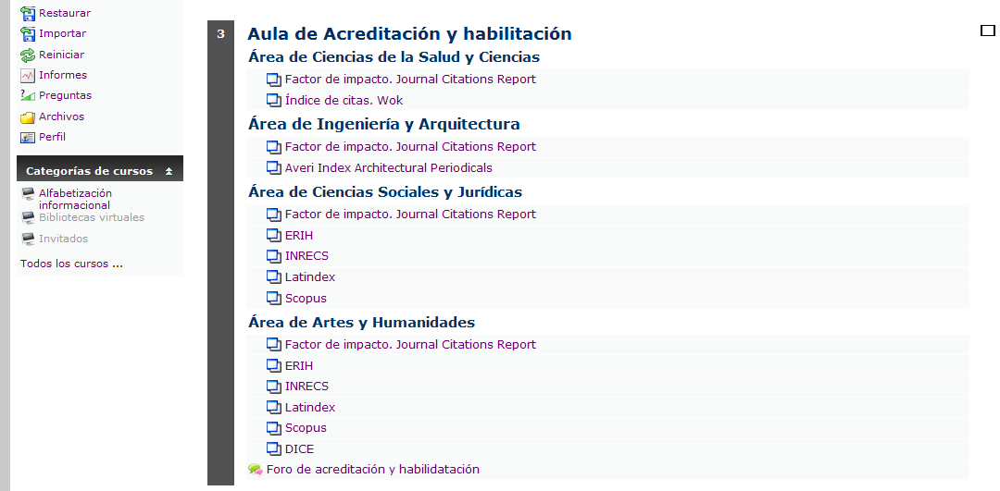 Restaurar
Importar
Reiniciar
Informes
Preguntas
Archivos
Perfil
Categorías de cursos
Alfabetización
informacional
Bibliotecas virtuales
Invitados
Todos los cursos ...
3 Aula de Acreditación y habilitación
Área de Ciencias de la Salud y Ciencias
Factor de impacto. Journal Citations Report
Índice de citas. Wok
Área de Ingeniería y Arquitectura
Factor de impacto. Journal Citations Report
Averi Index Architectural Periodicals
Área de Ciencias Sociales y Jurídicas
Factor de impacto. Journal Citations Report
ERIH
INRECS
Latindex
Scopus
Área de Artes y Humanidades
Factor de impacto. Journal Citations Report
ERIH
INRECS
Latindex
Scopus
DICE
Foro de acreditación y habilidatación